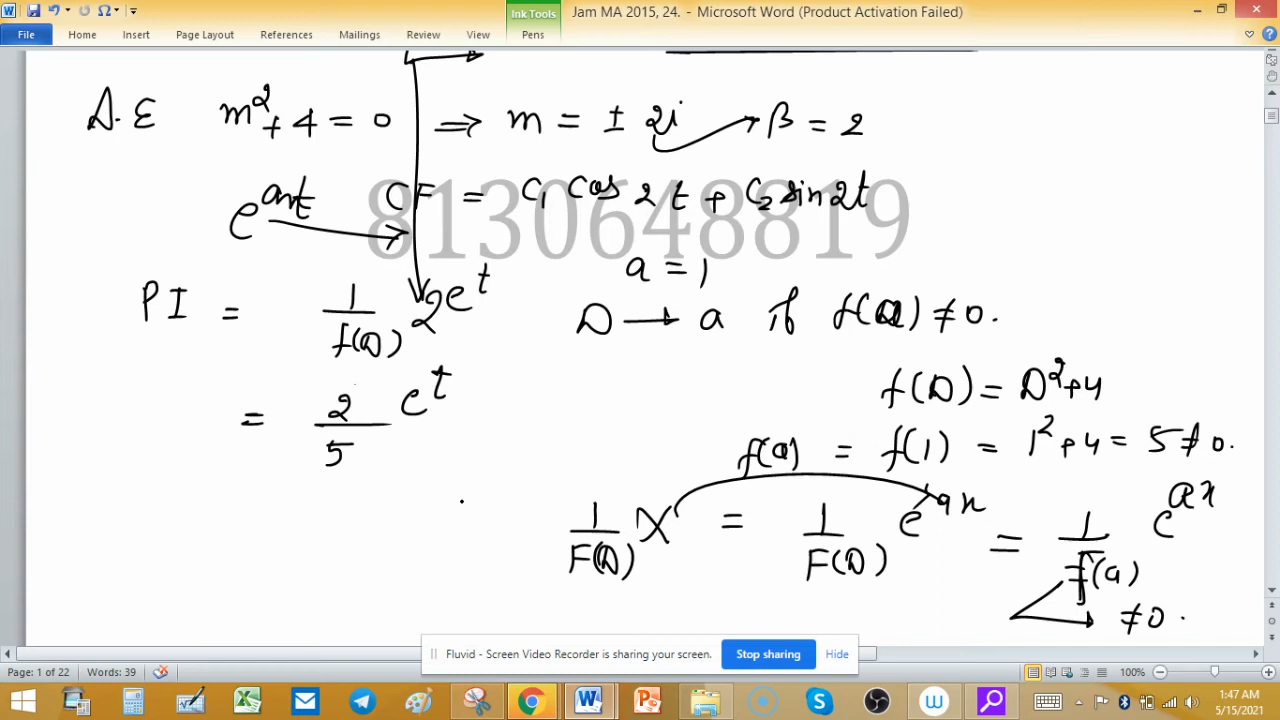 Ink Tools
Jam MA 2015, 24. - Microsoft Word (Product Activation Failed)
File Home Insert Page Layout References Mailings Review View Pens
A.E m² + 4 = 0 ⇒ m = ± 2i → β = 2
e^{ant} CF = C₁ Cos 2t + C₂ sin 2t
8130648819
a = 1
PI = 1/f(D) 2e^t D → a if f(a) ≠ 0.
f(D) = D² + 4
= 2/5 e^t
f(a) = f(1) = 1² + 4 = 5 ≠ 0.
1/F(D) X = 1/F(D) e^{ax} = 1/f(a) e^{ax}
≠ 0.
Fluvid - Screen Video Recorder is sharing your screen. Stop sharing Hide
Page: 1 of 22 Words: 39 100%
1:47 AM
5/15/2021